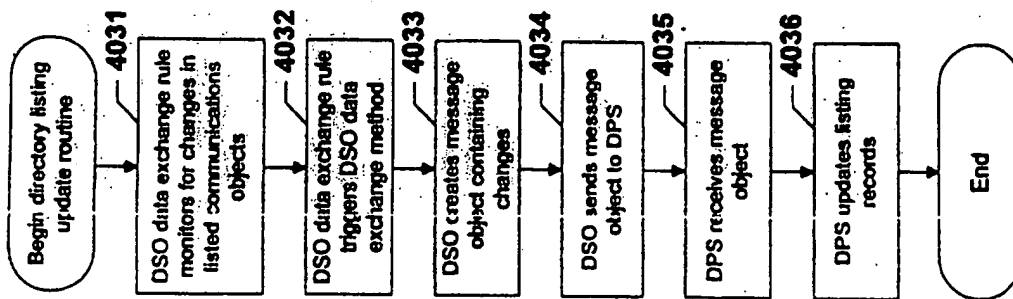 Begin directory listing
update routine
4031
DSO data exchange rule
monitors for changes in
listed communications
objects
4032
DSO data exchange rule
triggers DSO data
exchange method
4033
DSO creates message
object containing
changes
4034
DSO sends message
object to DPS
4035
DPS receives message
object
4036
DPS updates listing
records
End